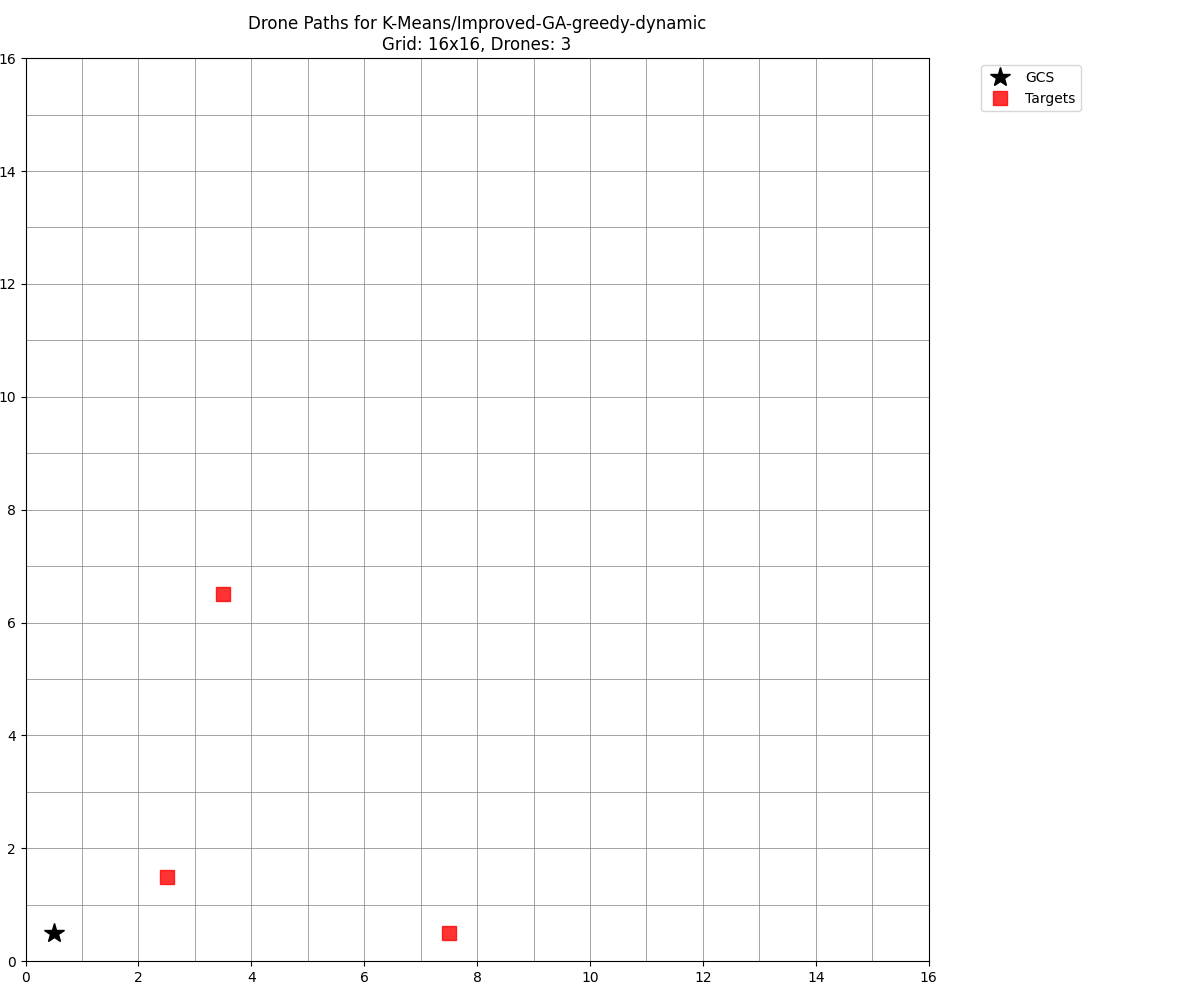 Drone Paths for K-Means/Improved-GA-greedy-dynamic
Grid: 16x16, Drones: 3
GCS
Targets
16
14
12
10
8
6
4
2
0
0 2 4 6 8 10 12 14 16